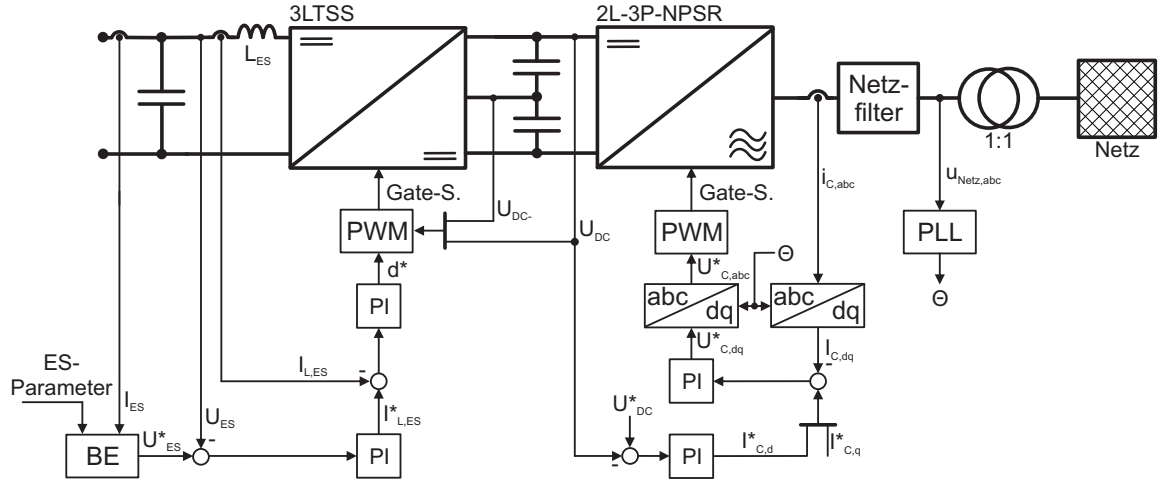 3LTSS
2L-3P-NPSR
L_ES
Netz-
filter
1:1
Netz
Gate-S.
U_DC-
U_DC
Gate-S.
i_C,abc
u_Netz,abc
PWM
PWM
PLL
d*
U*_C,abc
Θ
Θ
PI
abc
dq
abc
dq
U*_C,dq
I_C,dq
ES-
Parameter
I_ES
I_L,ES
-
PI
-
U_ES
I*_L,ES
U*_DC
BE
U*_ES
-
PI
-
PI
I*_C,d
I*_C,q